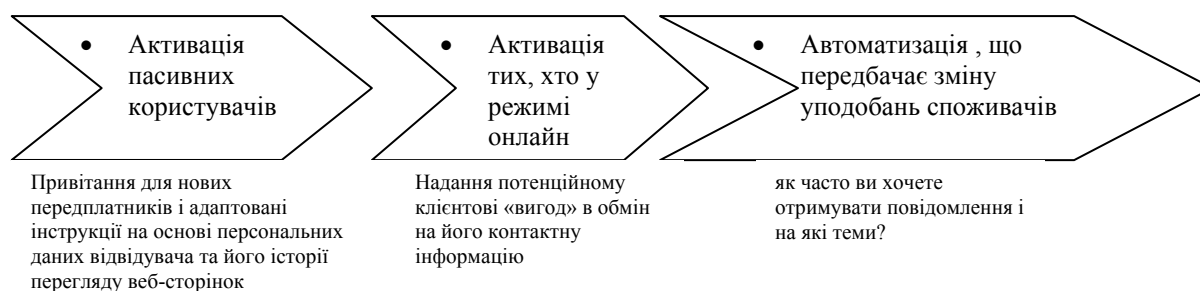 • Активація
пасивних
користувачів
• Активація
тих, хто у
режимі
онлайн
• Автоматизація , що
передбачає зміну
уподобань споживачів
Привітання для нових
передплатників і адаптовані
інструкції на основі персональних
даних відвідувача та його історії
перегляду веб-сторінок
Надання потенційному
клієнтові «вигод» в обмін
на його контактну
інформацію
як часто ви хочете
отримувати повідомлення і
на які теми?